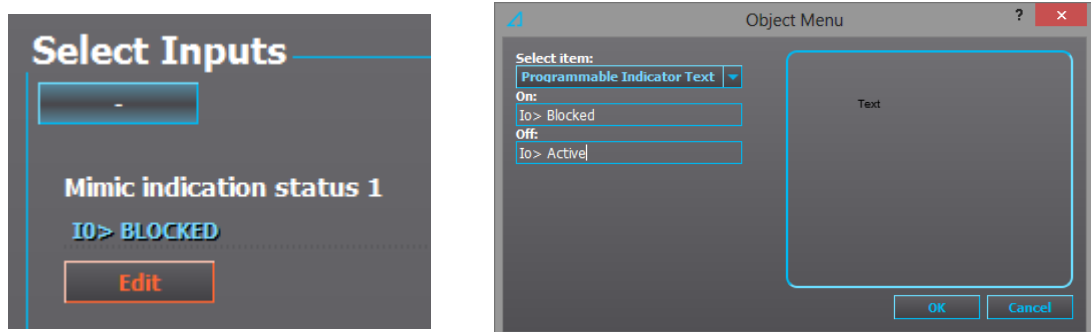 Select Inputs
-
Mimic indication status 1
I0> BLOCKED
Edit
Object Menu
?
×
Select item:
Programmable Indicator Text
On:
Io> Blocked
Off:
Io> Active
Text
OK
Cancel